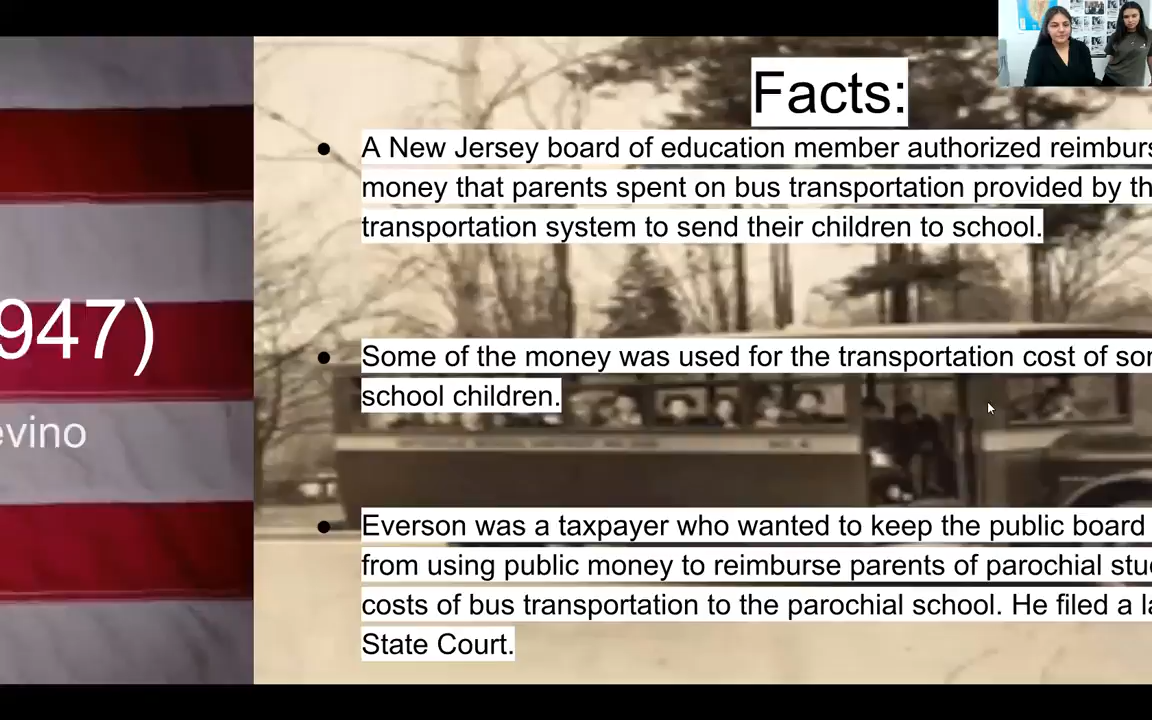 947)
evino
Facts:
A New Jersey board of education member authorized reimburs
money that parents spent on bus transportation provided by th
transportation system to send their children to school.
Some of the money was used for the transportation cost of som
school children.
Everson was a taxpayer who wanted to keep the public board
from using public money to reimburse parents of parochial stu
costs of bus transportation to the parochial school. He filed a la
State Court.